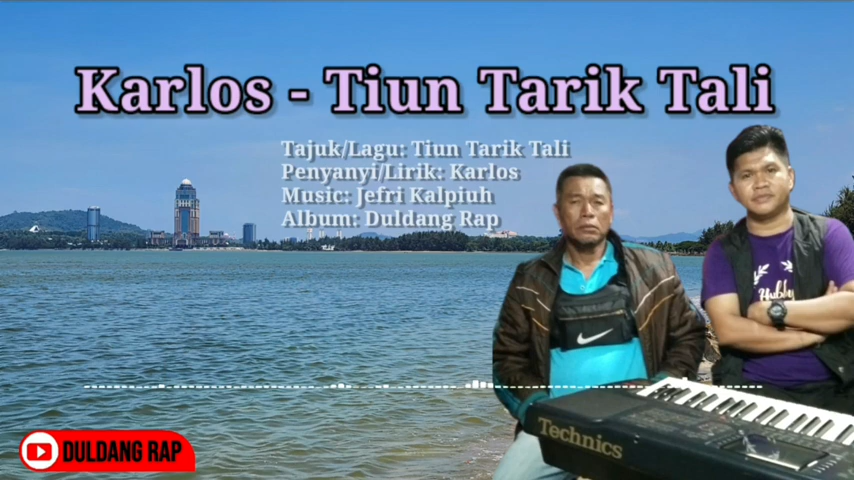 Karlos - Tiun Tarik Tali
Tajuk/Lagu: Tiun Tarik Tali
Penyanyi/Lirik: Karlos
Music: Jefri Kalpiuh
Album: Duldang Rap
Hubby
Technics
DULDANG RAP